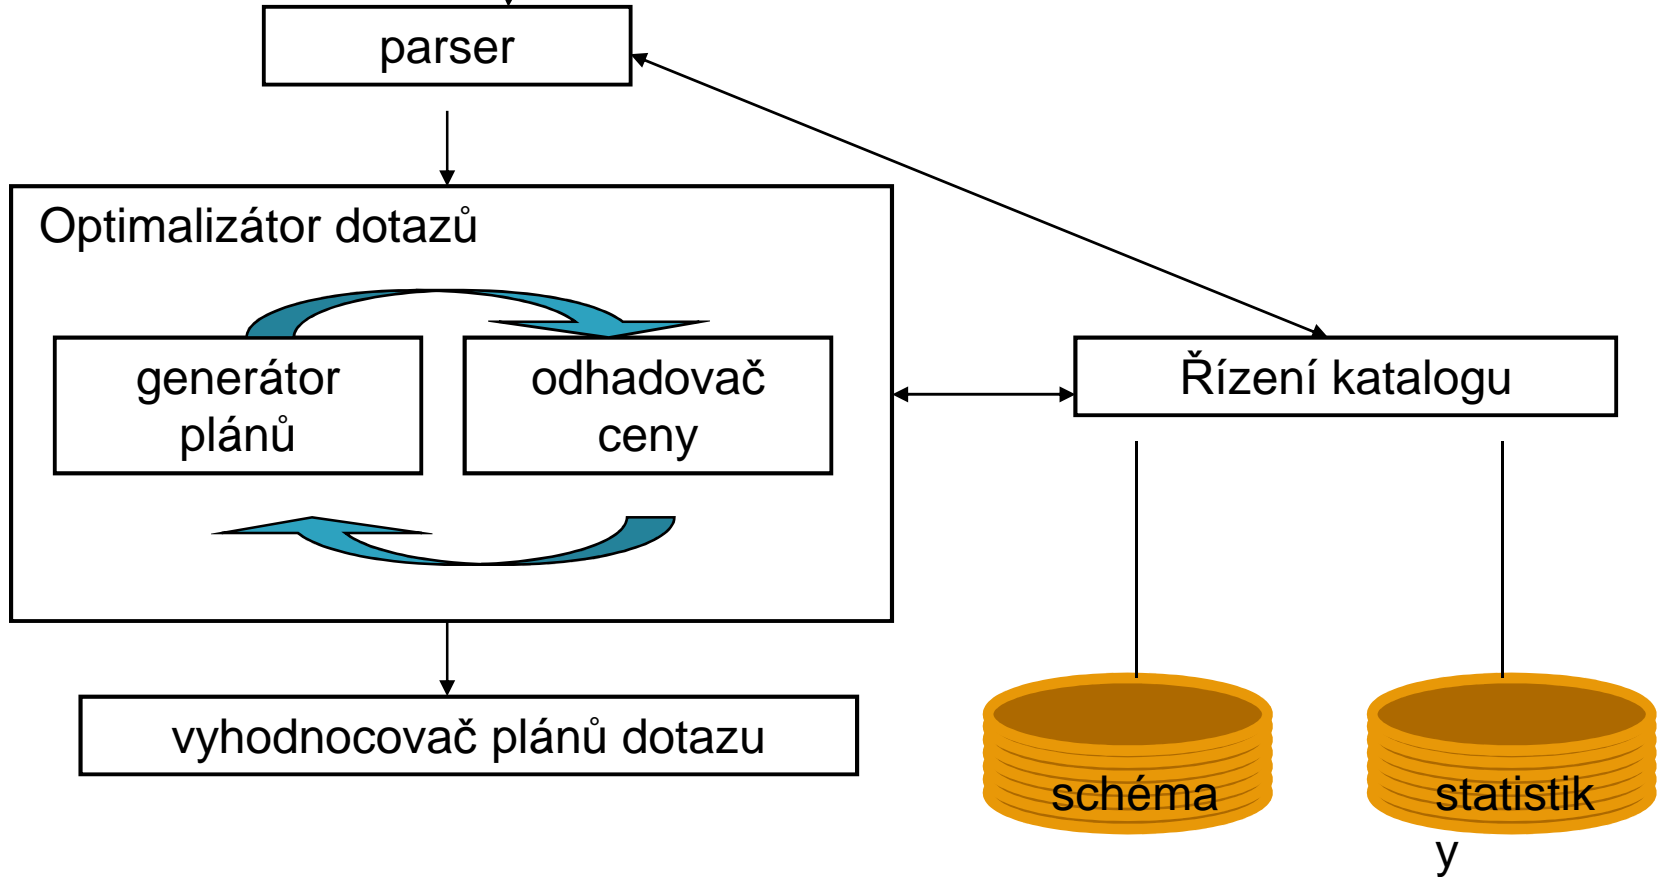 parser
Optimalizátor dotazů
generátor
plánů
odhadovač
ceny
Řízení katalogu
vyhodnocovač plánů dotazu
schéma
statistik
y